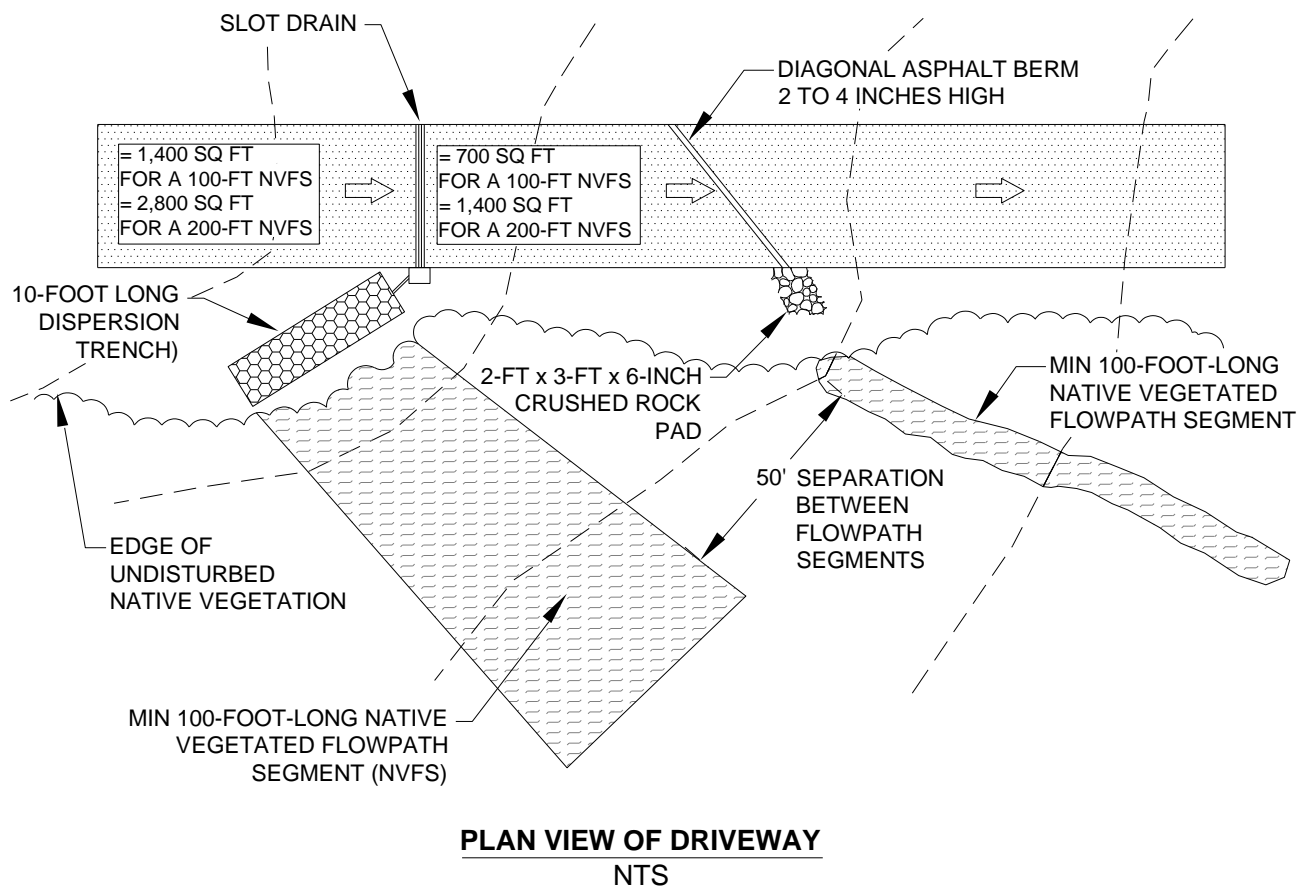 SLOT DRAIN
DIAGONAL ASPHALT BERM
2 TO 4 INCHES HIGH
= 1,400 SQ FT
FOR A 100-FT NVFS
= 2,800 SQ FT
FOR A 200-FT NVFS
= 700 SQ FT
FOR A 100-FT NVFS
= 1,400 SQ FT
FOR A 200-FT NVFS
10-FOOT LONG
DISPERSION
TRENCH)
2-FT x 3-FT x 6-INCH
CRUSHED ROCK
PAD
MIN 100-FOOT-LONG
NATIVE VEGETATED
FLOWPATH SEGMENT
50' SEPARATION
BETWEEN
FLOWPATH
SEGMENTS
EDGE OF
UNDISTURBED
NATIVE VEGETATION
MIN 100-FOOT-LONG NATIVE
VEGETATED FLOWPATH
SEGMENT (NVFS)
PLAN VIEW OF DRIVEWAY
NTS